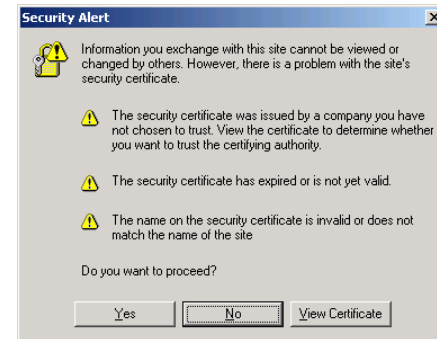 Security Alert
Information you exchange with this site cannot be viewed or
changed by others. However, there is a problem with the site's
security certificate.
The security certificate was issued by a company you have
not chosen to trust. View the certificate to determine whether
you want to trust the certifying authority.
The security certificate has expired or is not yet valid.
The name on the security certificate is invalid or does not
match the name of the site
Do you want to proceed?
Yes No View Certificate